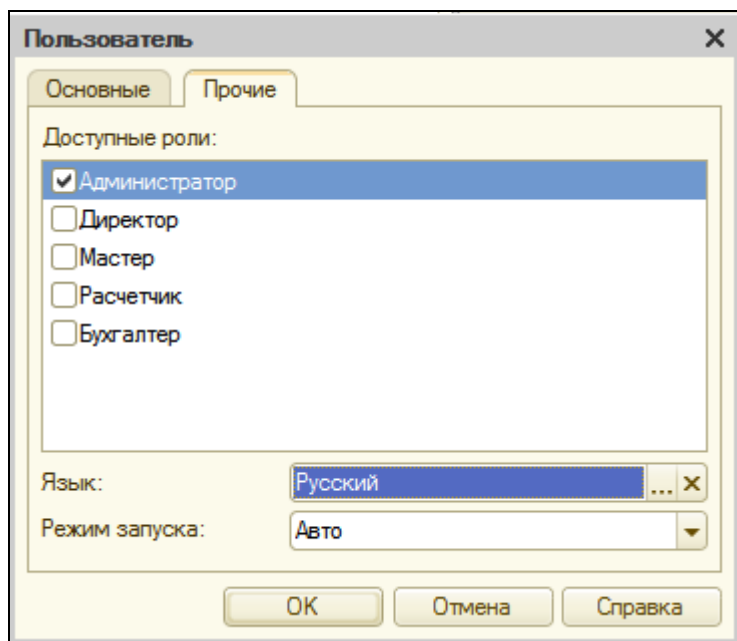 Пользователь
Основные Прочие
Доступные роли:
Администратор
Директор
Мастер
Расчетчик
Бухгалтер
Язык: Русский ...
Режим запуска: Авто
OK Отмена Справка